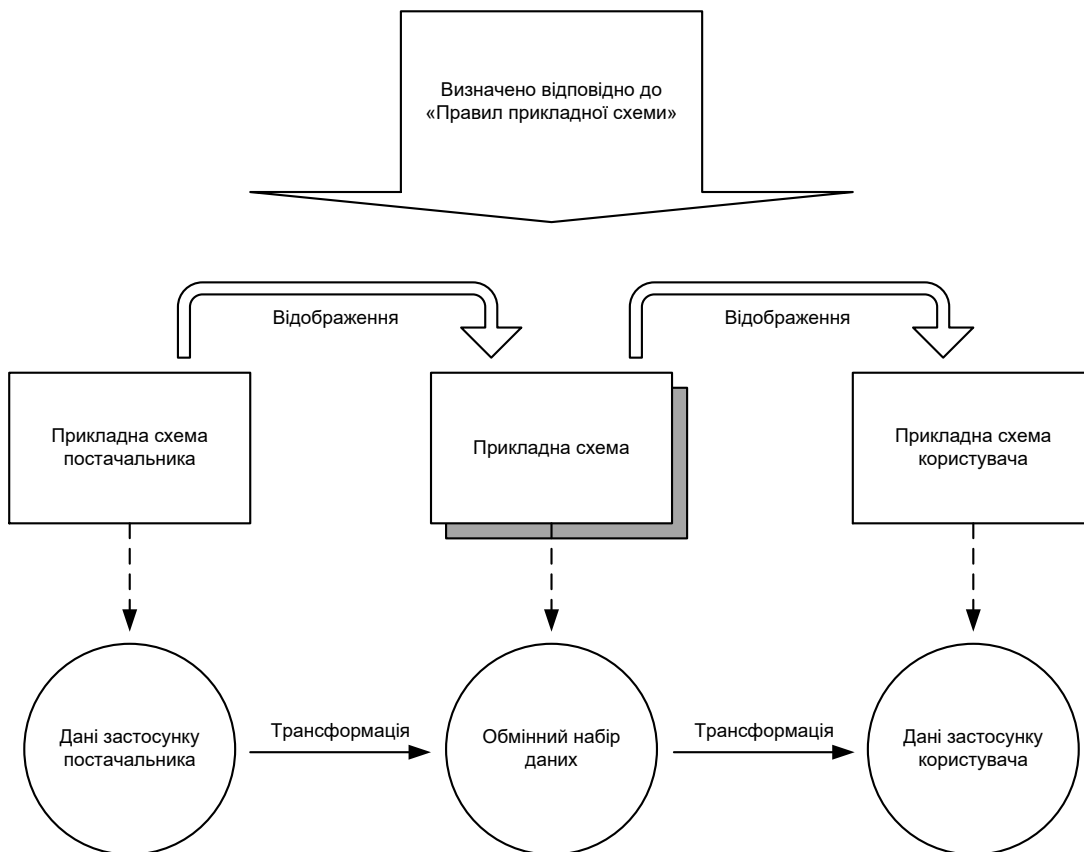 Визначено відповідно до
«Правил прикладної схеми»
Відображення
Відображення
Прикладна схема
постачальника
Прикладна схема
Прикладна схема
користувача
Дані застосунку
постачальника
Трансформація
Обмінний набір
даних
Трансформація
Дані застосунку
користувача